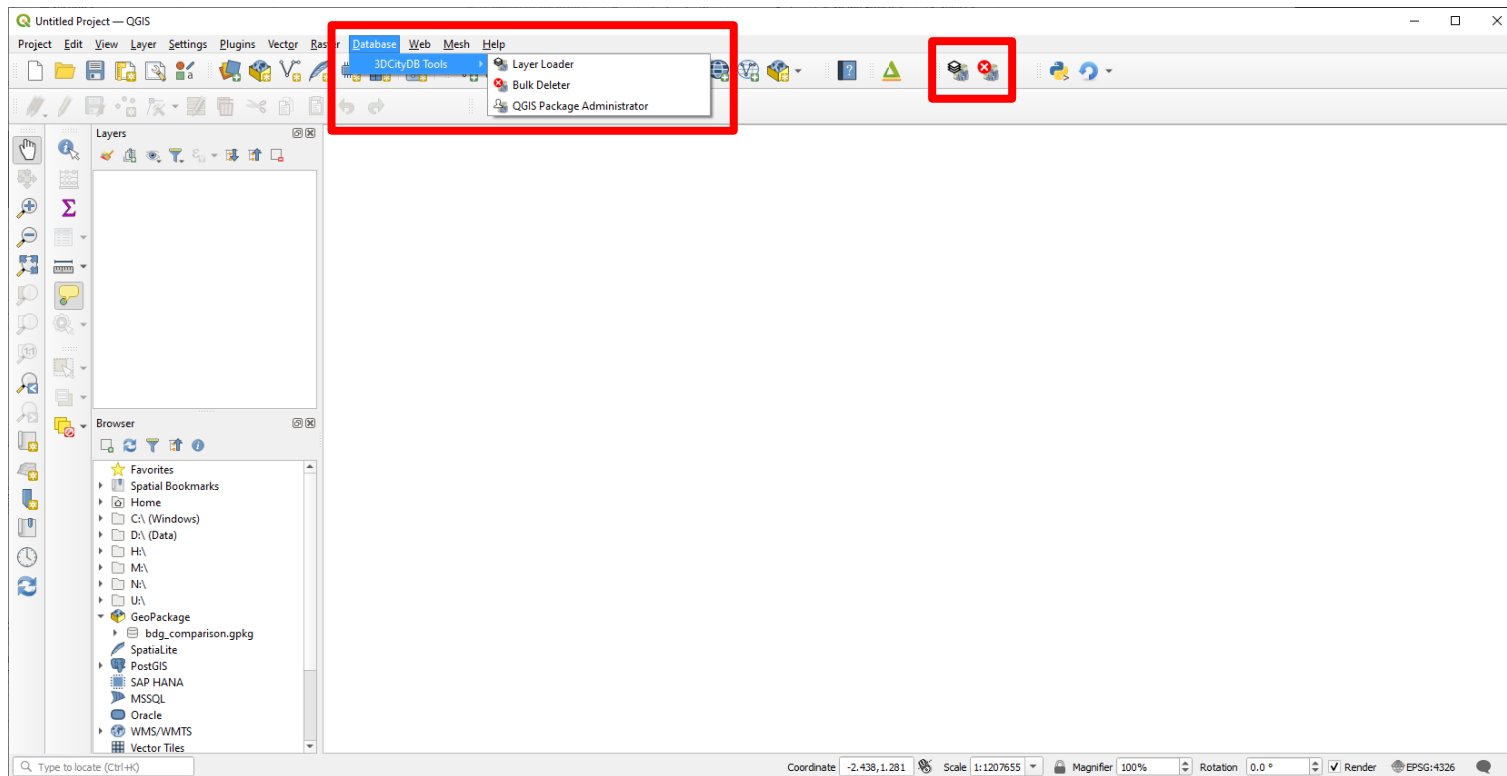 Untitled Project — QGIS
Project Edit View Layer Settings Plugins Vector Raster Database Web Mesh Help
3DCityDB Tools
Layer Loader
Bulk Deleter
QGIS Package Administrator
Layers
Browser
Favorites
Spatial Bookmarks
Home
C:\ (Windows)
D:\ (Data)
H:\
M:\
N:\
U:\
GeoPackage
bdg_comparison.gpkg
SpatiaLite
PostGIS
SAP HANA
MSSQL
Oracle
WMS/WMTS
Vector Tiles
Type to locate (Ctrl+K) Coordinate -2.438,1.281 Scale 1:1207655 Magnifier 100% Rotation 0.0 ° Render EPSG:4326